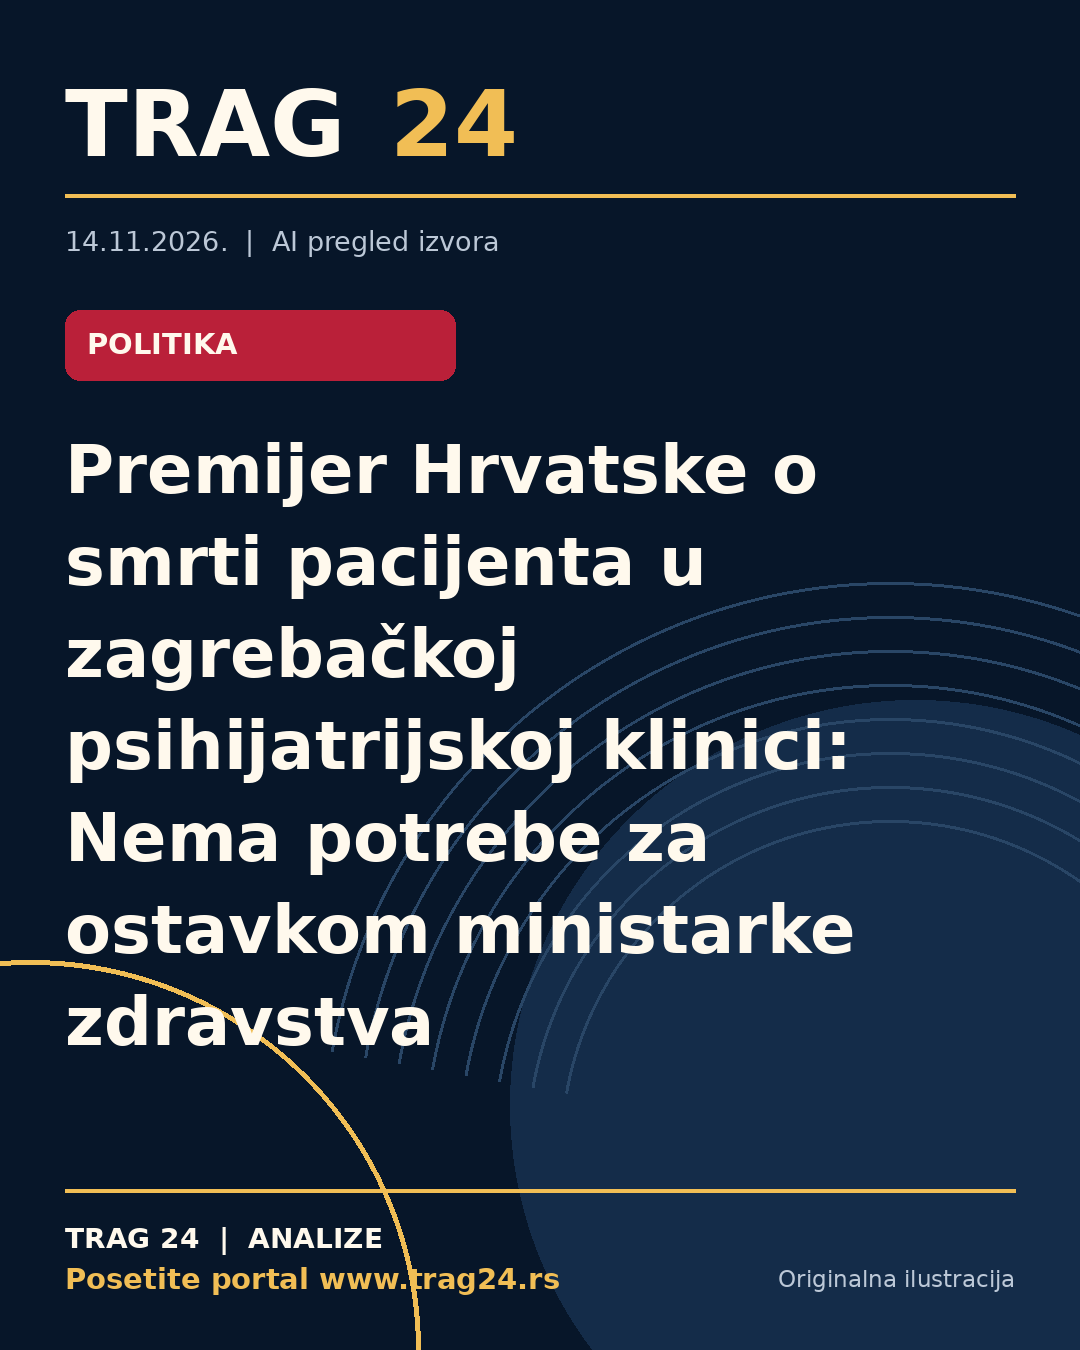 TRAG 24
14.11.2026. | AI pregled izvora
POLITIKA
Premijer Hrvatske o
smrti pacijenta u
zagrebačkoj
psihijatrijskoj klinici:
Nema potrebe za
ostavkom ministarke
zdravstva
TRAG 24 | ANALIZE
Posetite portal www.trag24.rs
Originalna ilustracija